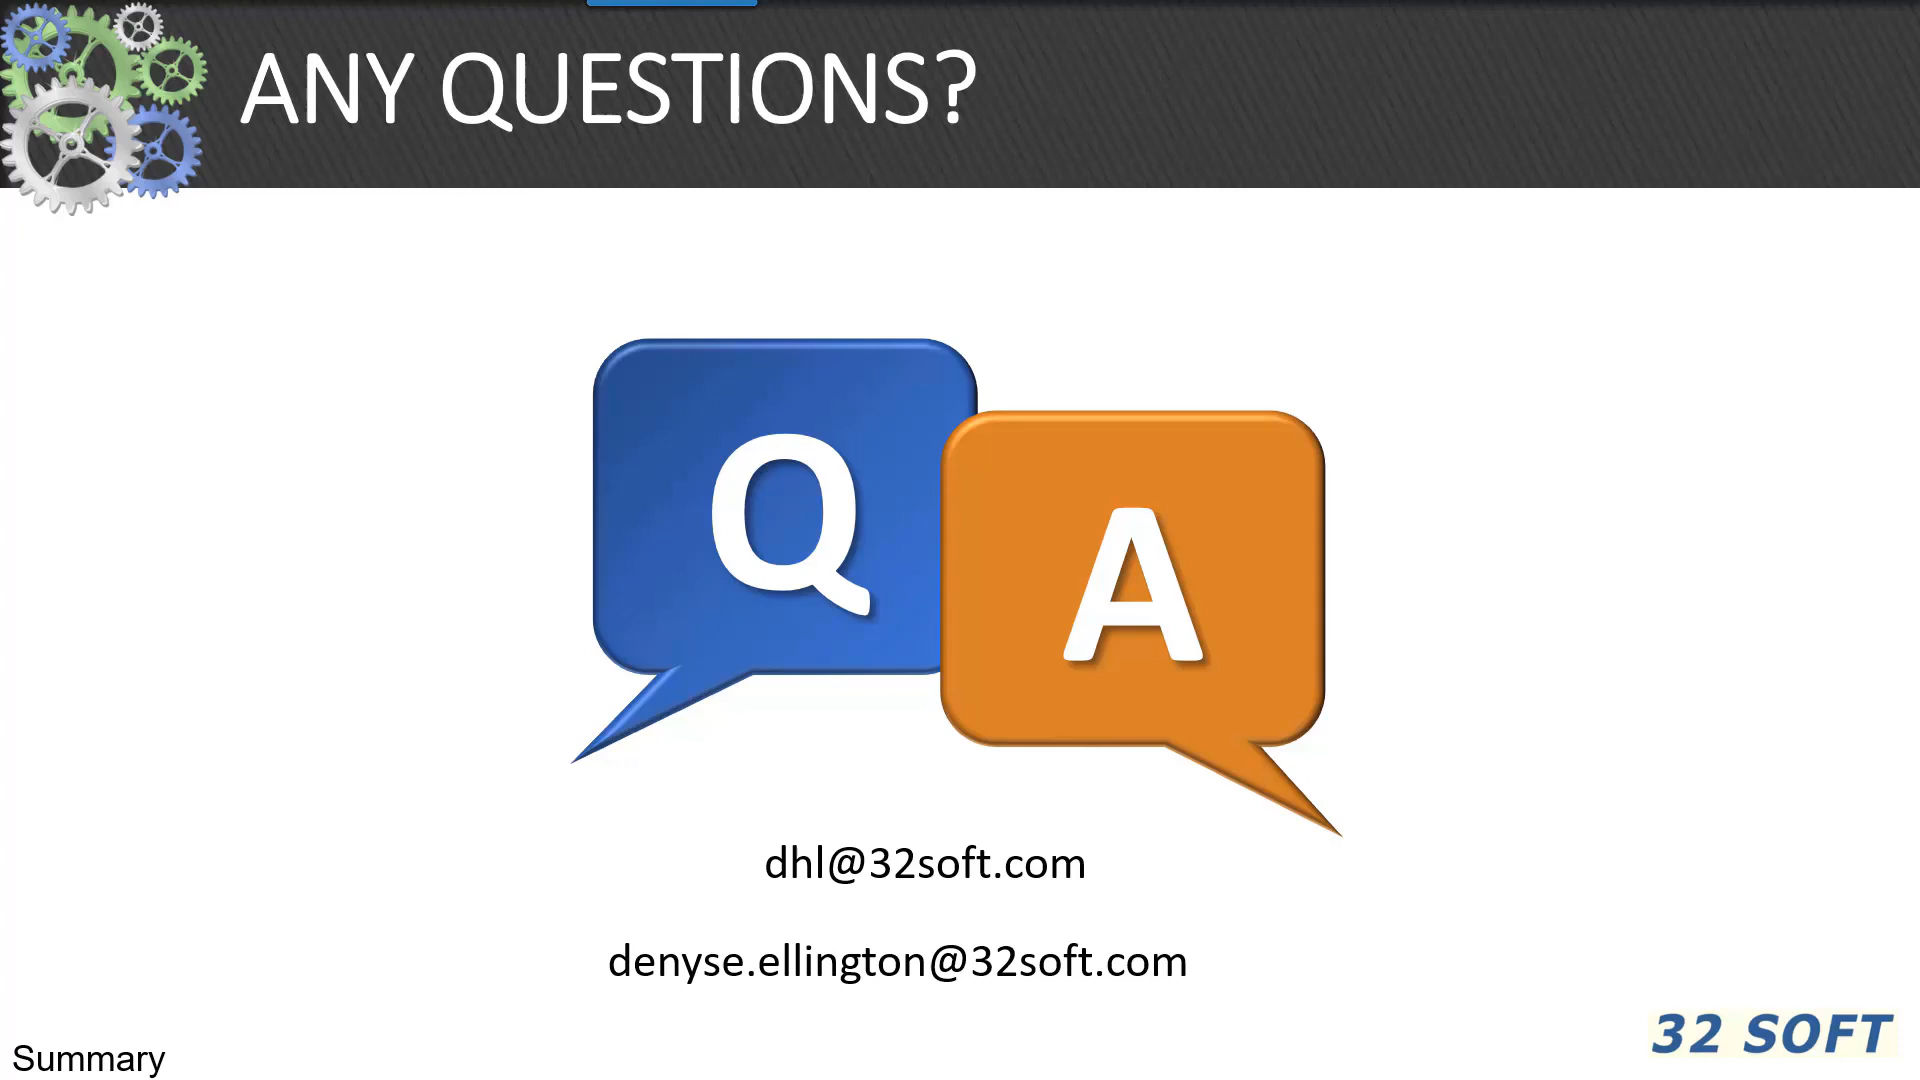 ANY QUESTIONS?
Q
A
dhl@32soft.com
denyse.ellington@32soft.com
32 SOFT
Summary